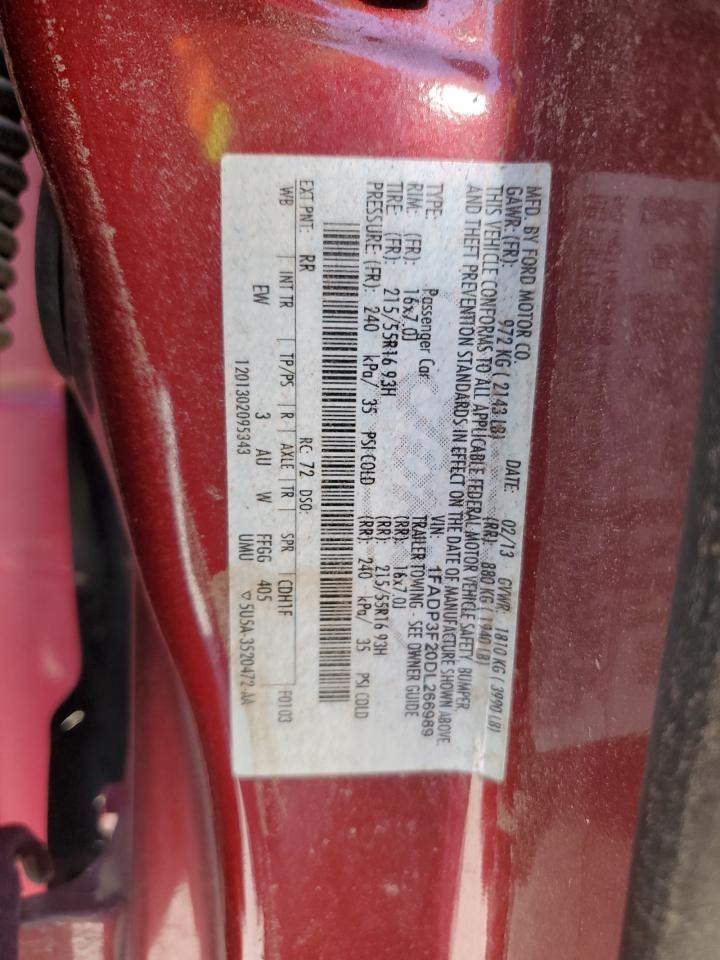 MFD. BY FORD MOTOR CO.
DATE: 02/13 GVWR: 1810 KG ( 3990 LB)
GAWR: (FR): 972 KG ( 2143 LB) (RR): 880 KG ( 1940 LB)
THIS VEHICLE CONFORMS TO ALL APPLICABLE FEDERAL MOTOR VEHICLE SAFETY, BUMPER
AND THEFT PREVENTION STANDARDS IN EFFECT ON THE DATE OF MANUFACTURE SHOWN ABOVE.
VIN: 1FADP3F20DL266989
TYPE: Passenger Car TRAILER TOWING - SEE OWNER GUIDE
RIM: (FR): 16x7.0J (RR): 16x7.0J
TIRE: (FR): 215/55R16 93H (RR): 215/55R16 93H
PRESSURE: (FR): 240 kPa/ 35 PSI COLD (RR): 240 kPa/ 35 PSI COLD
EXT PNT: RR RC: 72 DSO: F0103
WB INT TR TP/PS R AXLE TR SPR CDH1F
EW 3 AU W FFGG 405
1201302095343 UMU ▽5U5A-3520472-AA